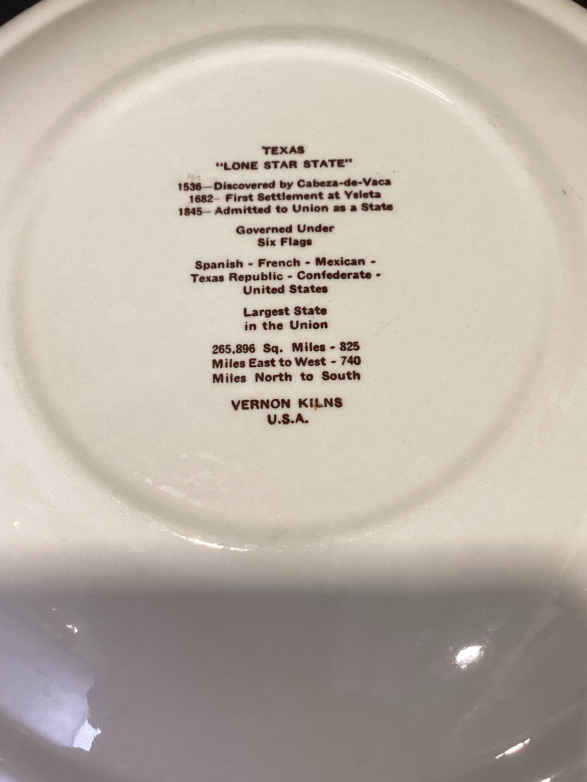 TEXAS
"LONE STAR STATE"
1536—Discovered by Cabeza-de-Vaca
1682- First Settlement at Ysleta
1845—Admitted to Union as a State
Governed Under
Six Flags
Spanish - French - Mexican -
Texas Republic - Confederate -
United States
Largest State
in the Union
265,896 Sq. Miles - 825
Miles East to West - 740
Miles North to South
VERNON KILNS
U.S.A.